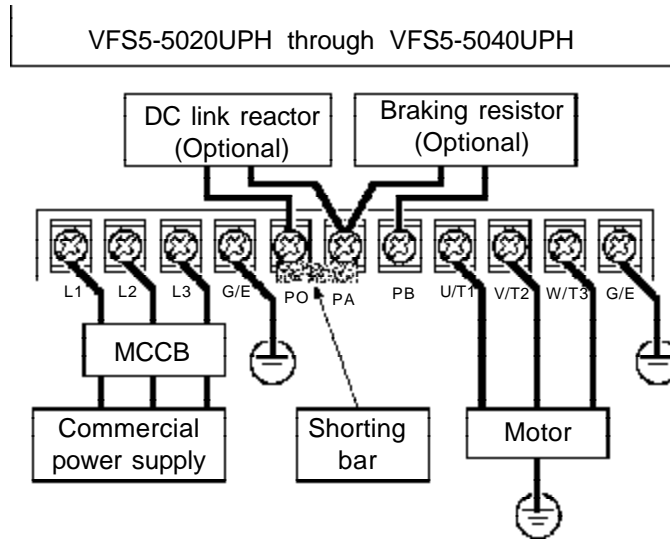 VFS5-5020UPH through VFS5-5040UPH
DC link reactor
(Optional)
Braking resistor
(Optional)
L1 L2 L3 G/E PO PA PB U/T1 V/T2 W/T3 G/E
MCCB
Commercial
power supply
Shorting
bar
Motor